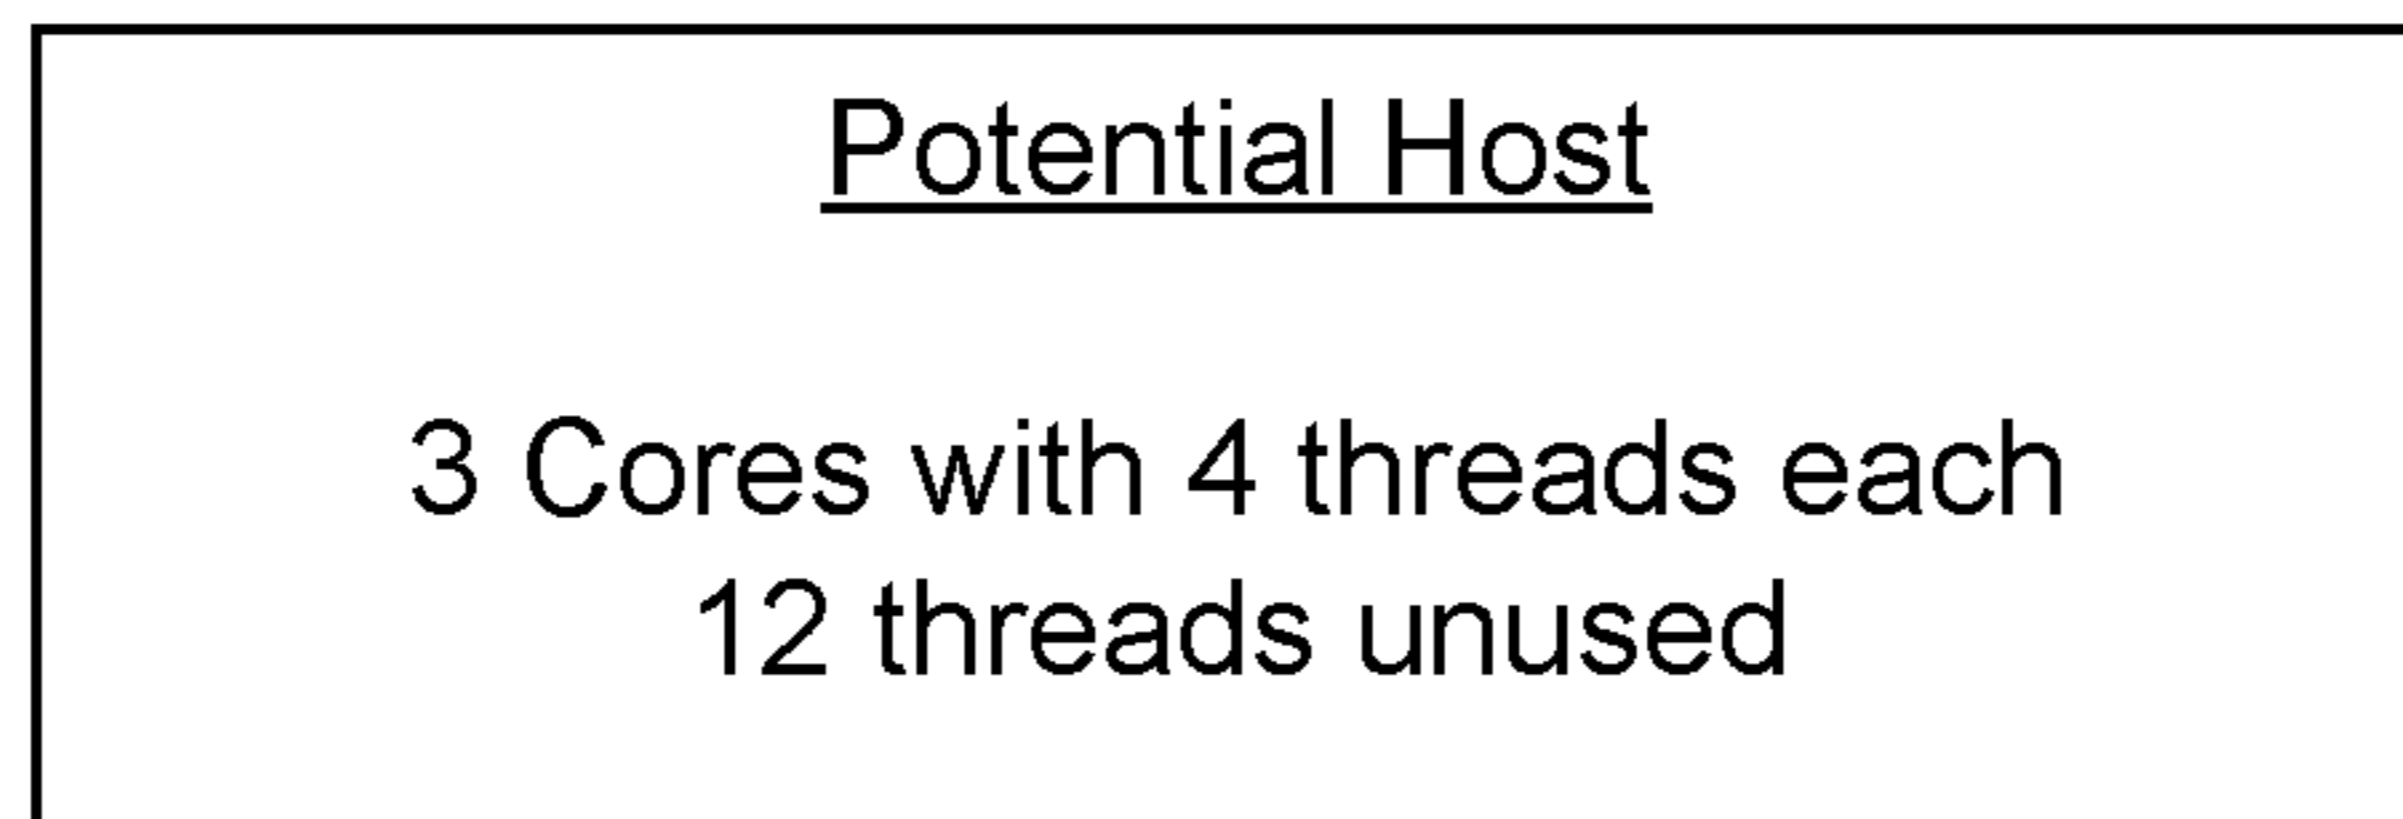 Potential Host
3 Cores with 4 threads each
12 threads unused